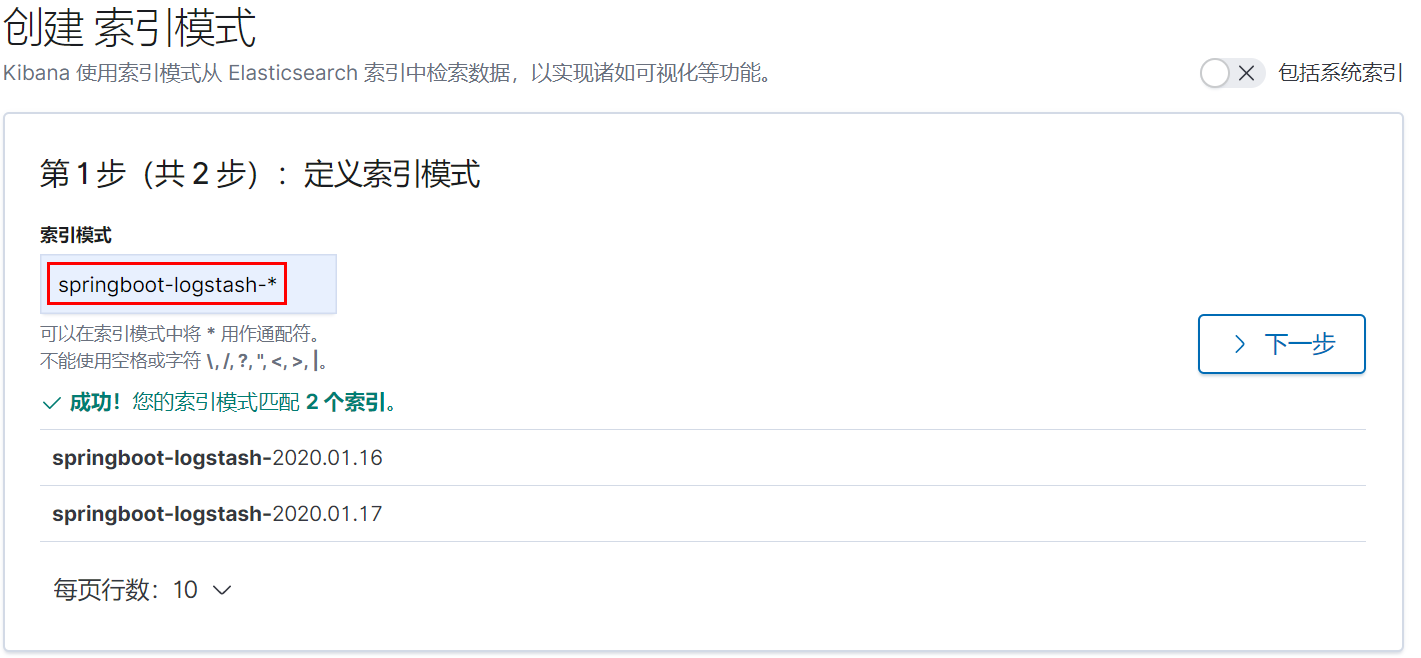 创建 索引模式
Kibana 使用索引模式从 Elasticsearch 索引中检索数据，以实现诸如可视化等功能。
包括系统索引
第 1 步（共 2 步）：定义索引模式
索引模式
springboot-logstash-*
可以在索引模式中将 * 用作通配符。
不能使用空格或字符 \, /, ?, ", <, >, |。
下一步
成功！您的索引模式匹配 2 个索引。
springboot-logstash-2020.01.16
springboot-logstash-2020.01.17
每页行数：10